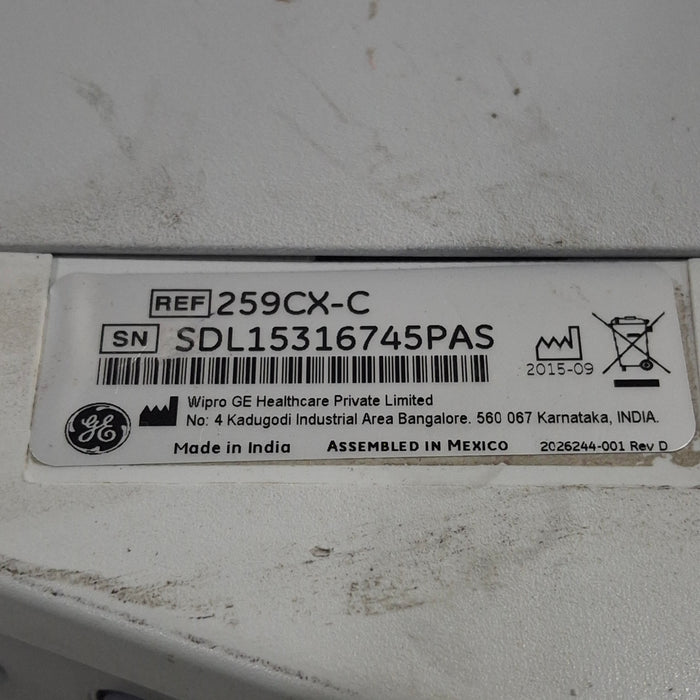 REF 259CX-C
SN SDL15316745PAS
2015-09
Wipro GE Healthcare Private Limited
No: 4 Kadugodi Industrial Area Bangalore. 560 067 Karnataka, INDIA.
GE
Made in India ASSEMBLED IN MEXICO 2026244-001 Rev D